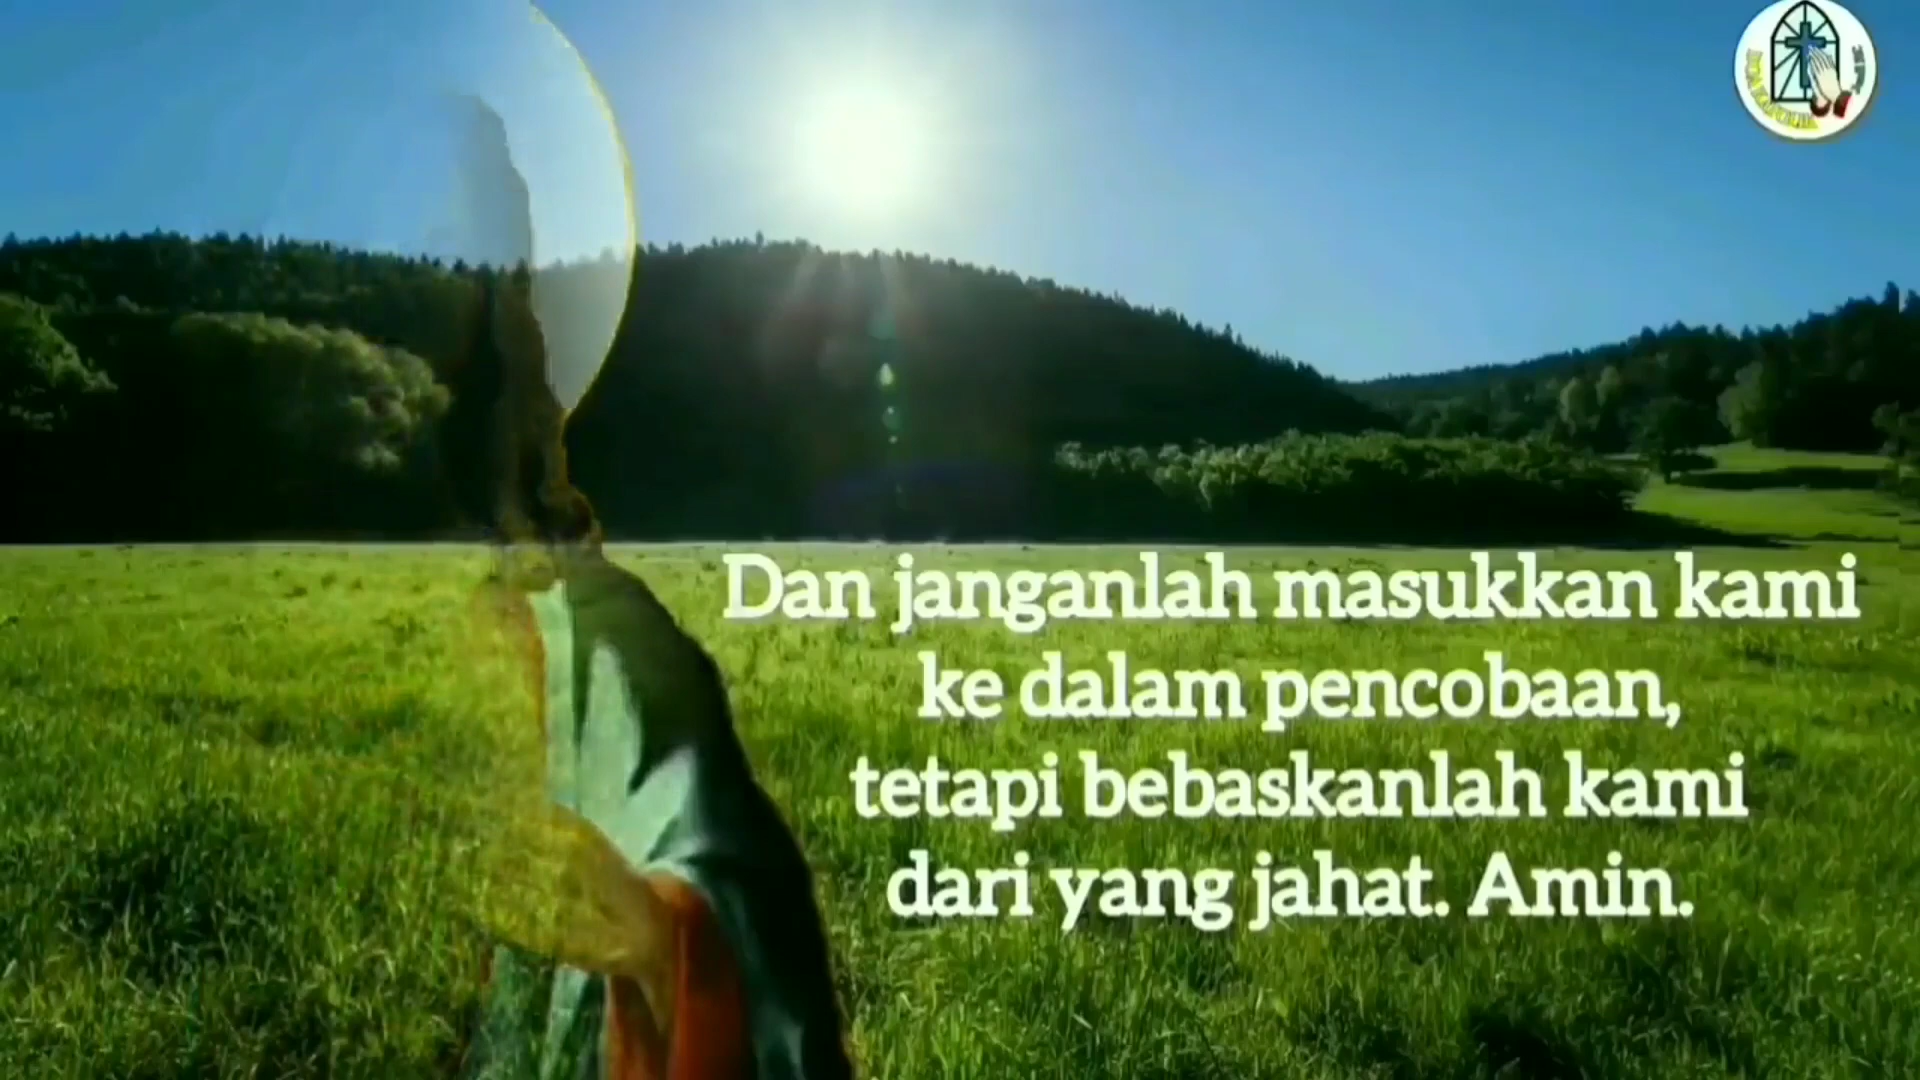 Dan janganlah masukkan kami
ke dalam pencobaan,
tetapi bebaskanlah kami
dari yang jahat. Amin.